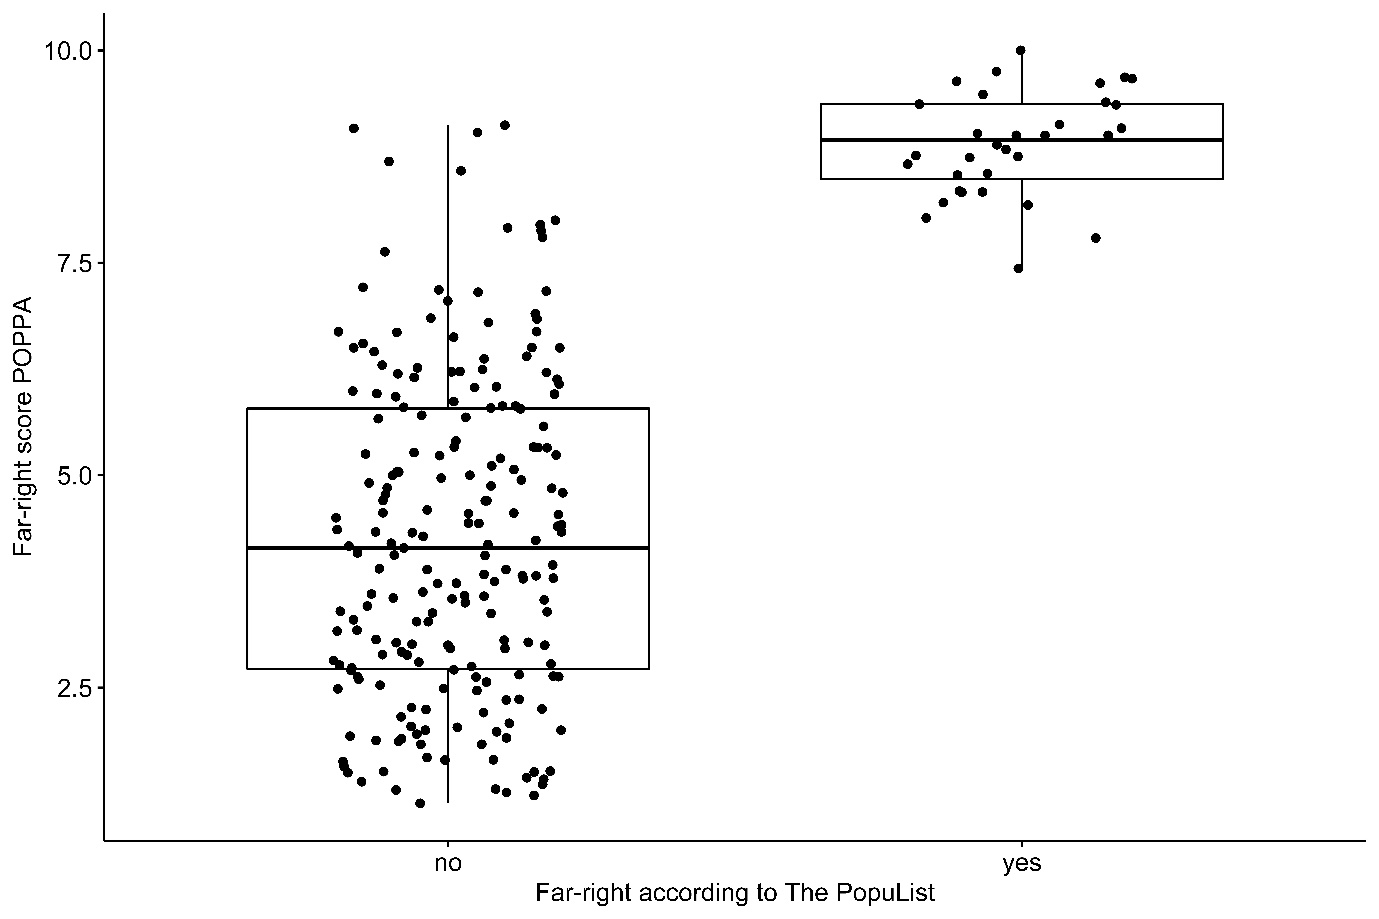 10.0
7.5
5.0
2.5
Far-right score POPPA
no
yes
Far-right according to The PopuList